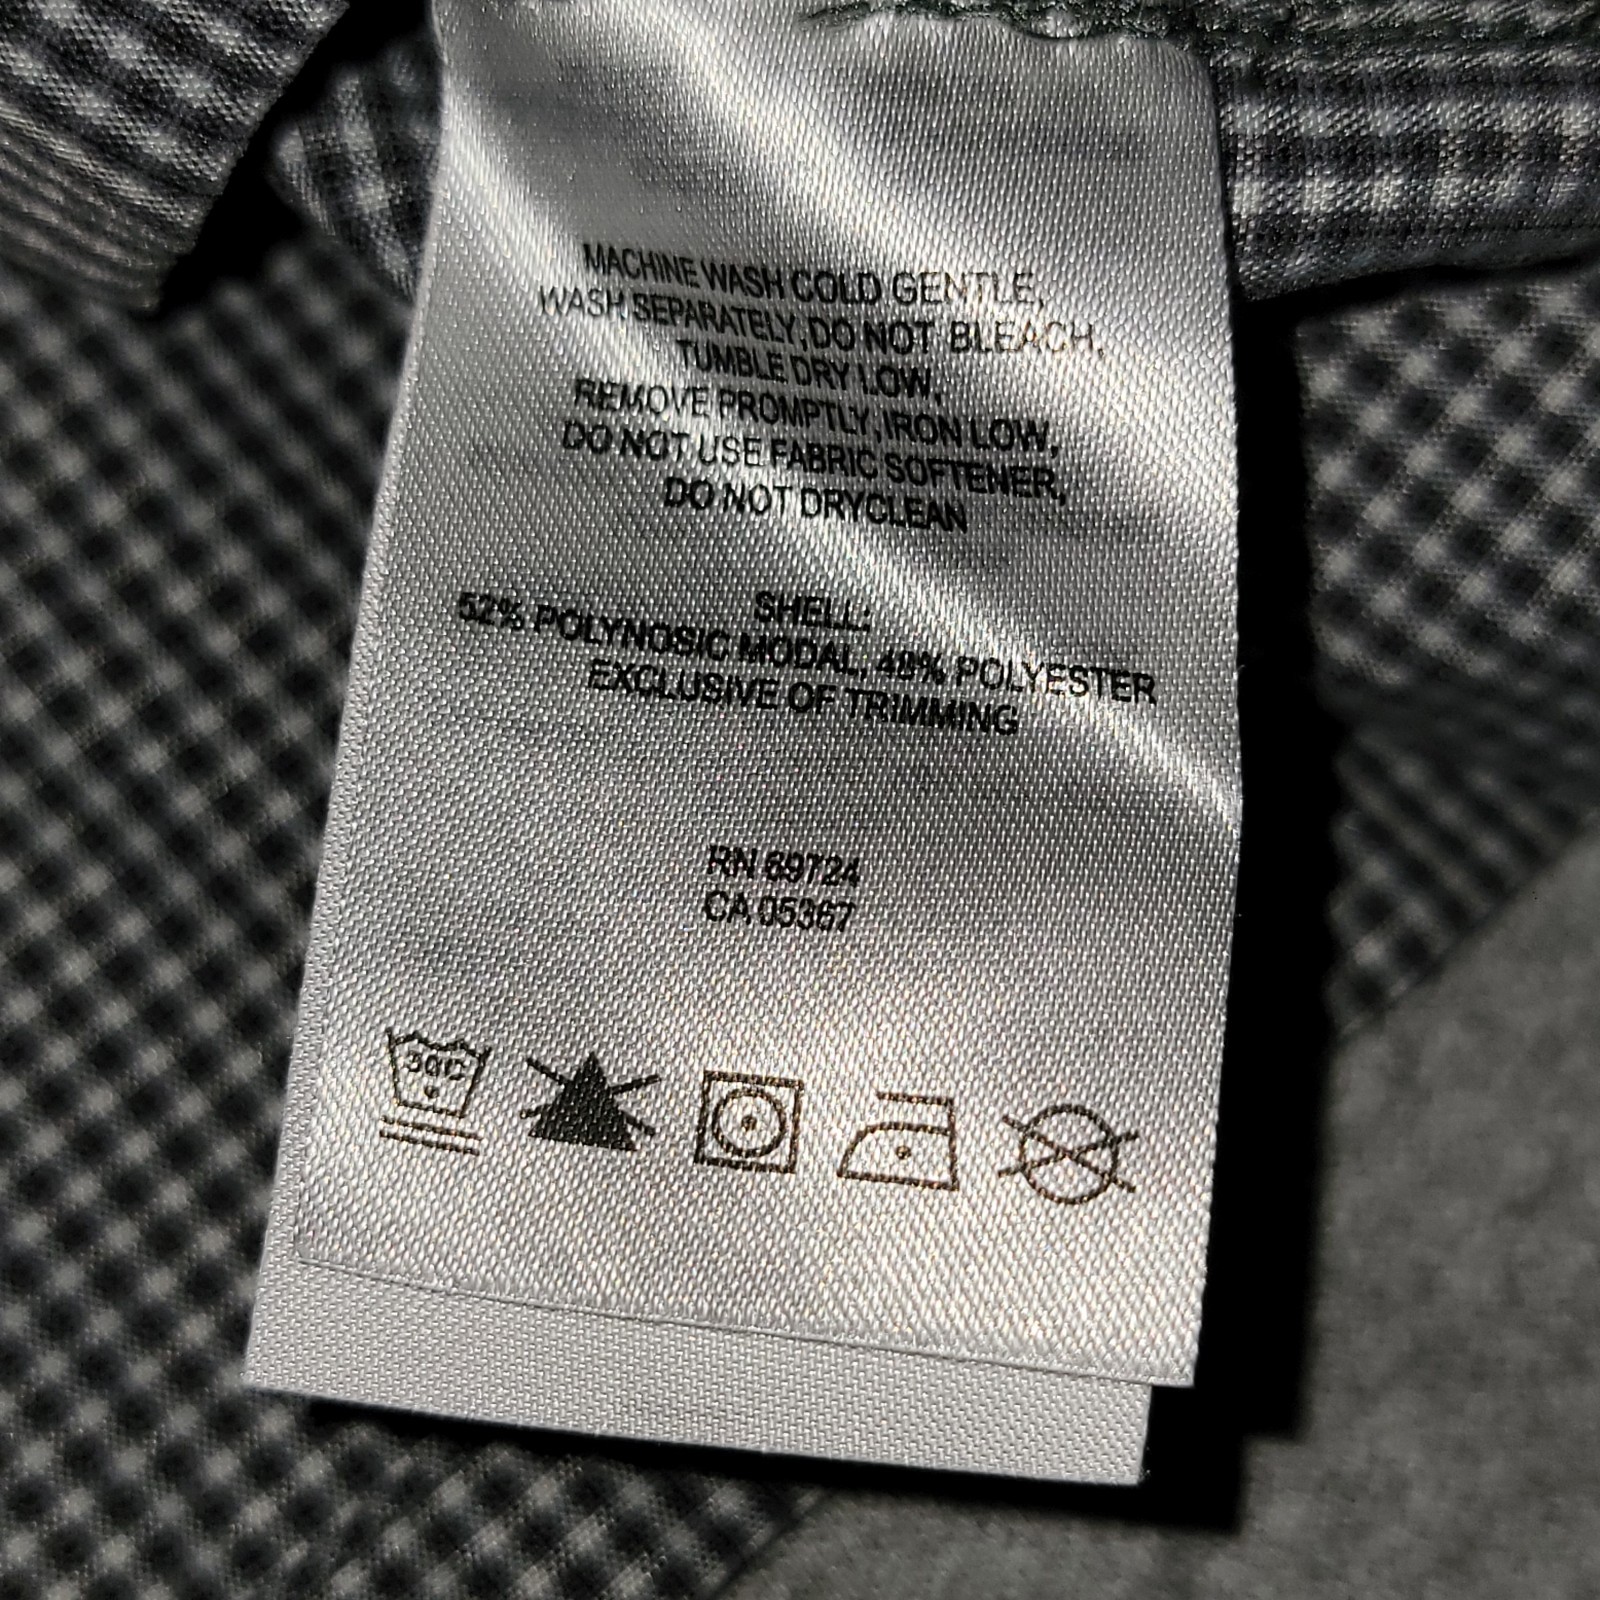 MACHINE WASH COLD GENTLE,
WASH SEPARATELY,DO NOT BLEACH,
TUMBLE DRY LOW,
REMOVE PROMPTLY,IRON LOW,
DO NOT USE FABRIC SOFTENER,
DO NOT DRYCLEAN
SHELL:
52% POLYNOSIC MODAL, 48% POLYESTER
EXCLUSIVE OF TRIMMING
RN 69724
CA 05367
30°C